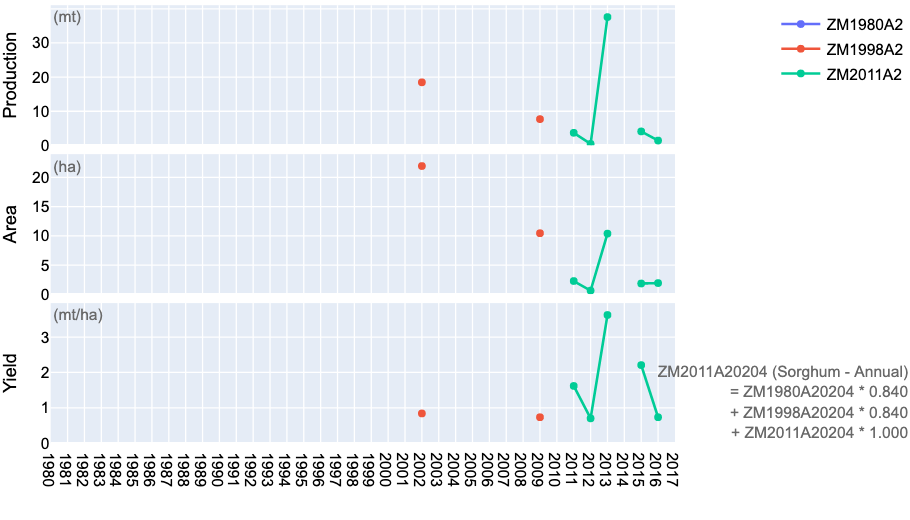 (mt)
Production
30
20
10
0
ZM1980A2
ZM1998A2
ZM2011A2
(ha)
Area
20
15
10
5
0
(mt/ha)
Yield
3
2
1
0
ZM2011A20204 (Sorghum - Annual)
= ZM1980A20204 * 0.840
+ ZM1998A20204 * 0.840
+ ZM2011A20204 * 1.000
1980 1981 1982 1983 1984 1985 1986 1987 1988 1989 1990 1991 1992 1993 1994 1995 1996 1997 1998 1999 2000 2001 2002 2003 2004 2005 2006 2007 2008 2009 2010 2011 2012 2013 2014 2015 2016 2017